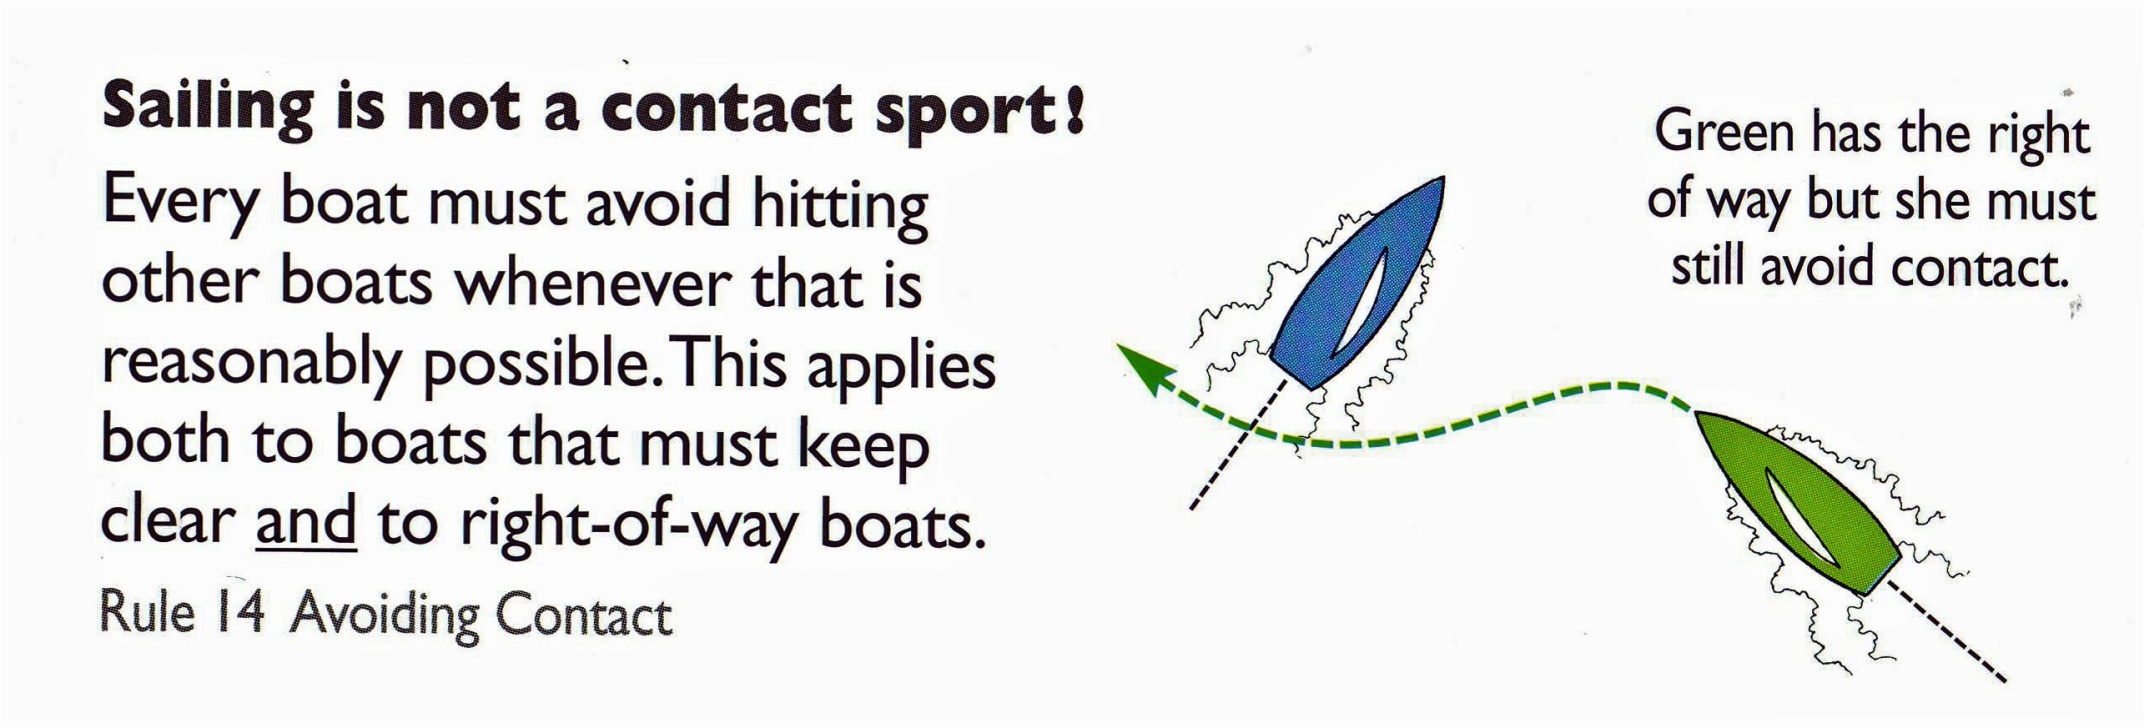 Sailing is not a contact sport!
Every boat must avoid hitting
other boats whenever that is
reasonably possible. This applies
both to boats that must keep
clear and to right-of-way boats.
Rule 14 Avoiding Contact
Green has the right
of way but she must
still avoid contact.